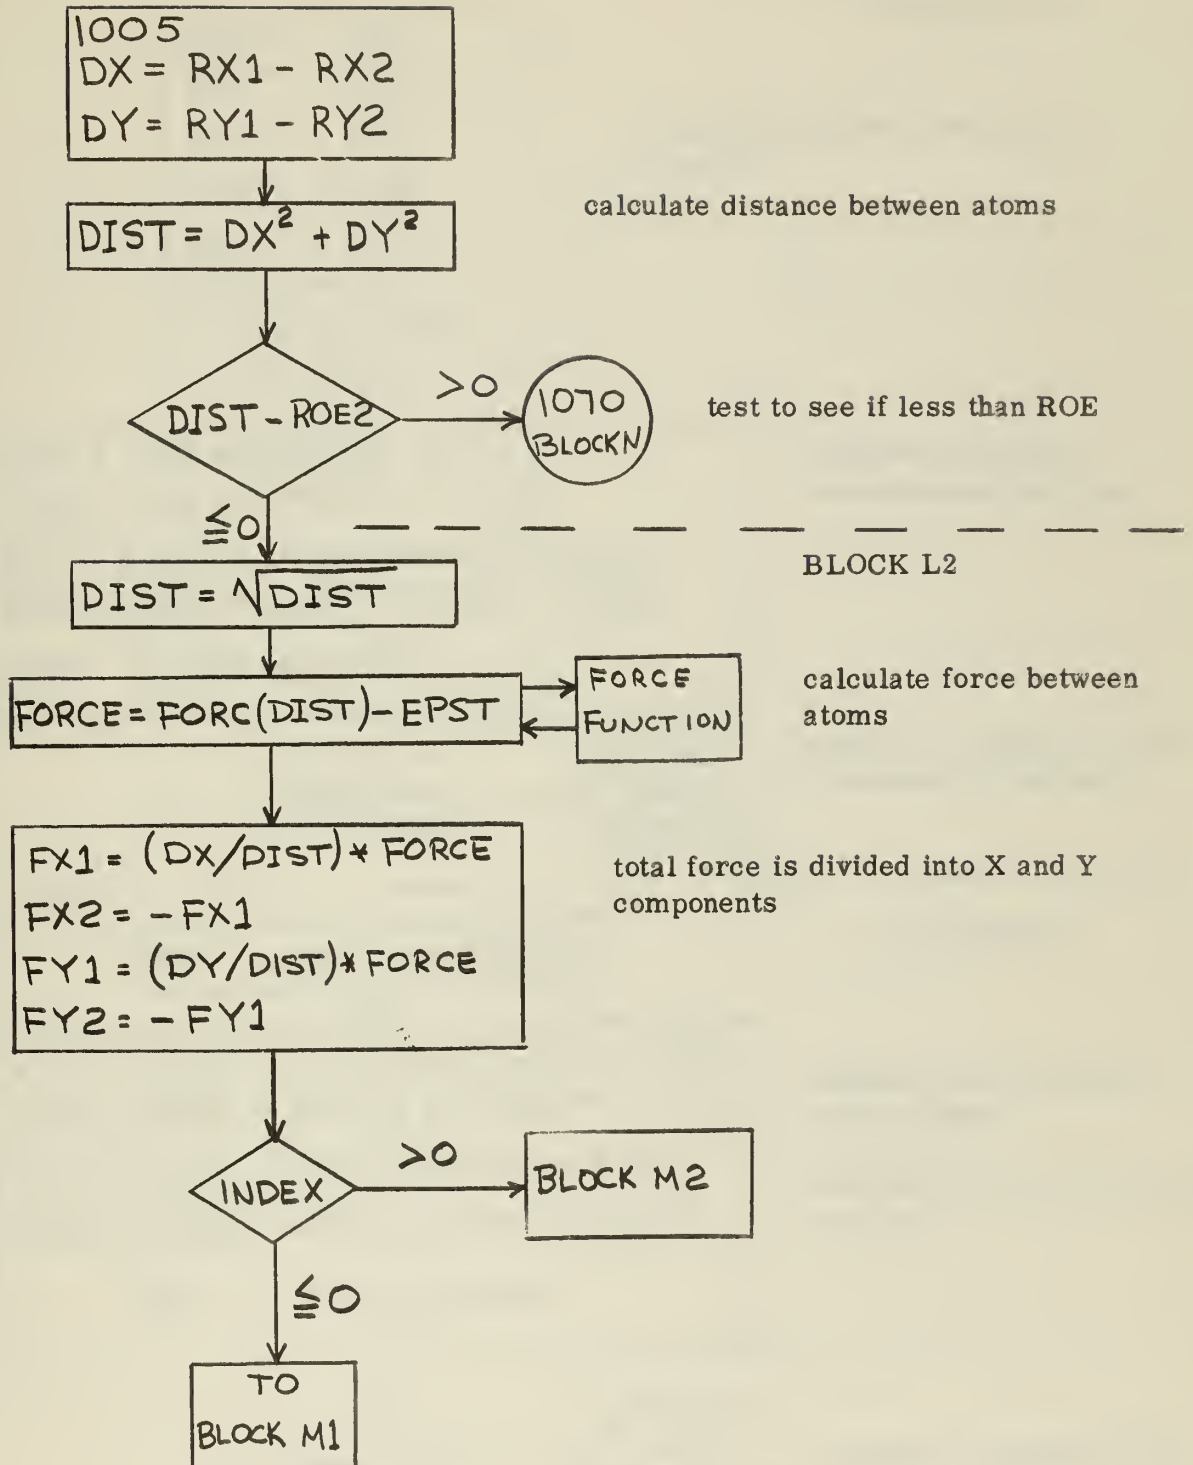 1005
DX = RX1 - RX2
DY = RY1 - RY2
calculate distance between atoms
DIST = DX² + DY²
DIST - ROE2
>0
1070
BLOCK N
test to see if less than ROE
≦0
BLOCK L2
DIST = √DIST
FORCE = FORC(DIST) - EPST
FORCE
FUNCTION
calculate force between
atoms
FX1 = (DX/DIST) * FORCE
FX2 = -FX1
FY1 = (DY/DIST) * FORCE
FY2 = -FY1
total force is divided into X and Y
components
INDEX
>0
BLOCK M2
≦0
TO
BLOCK M1